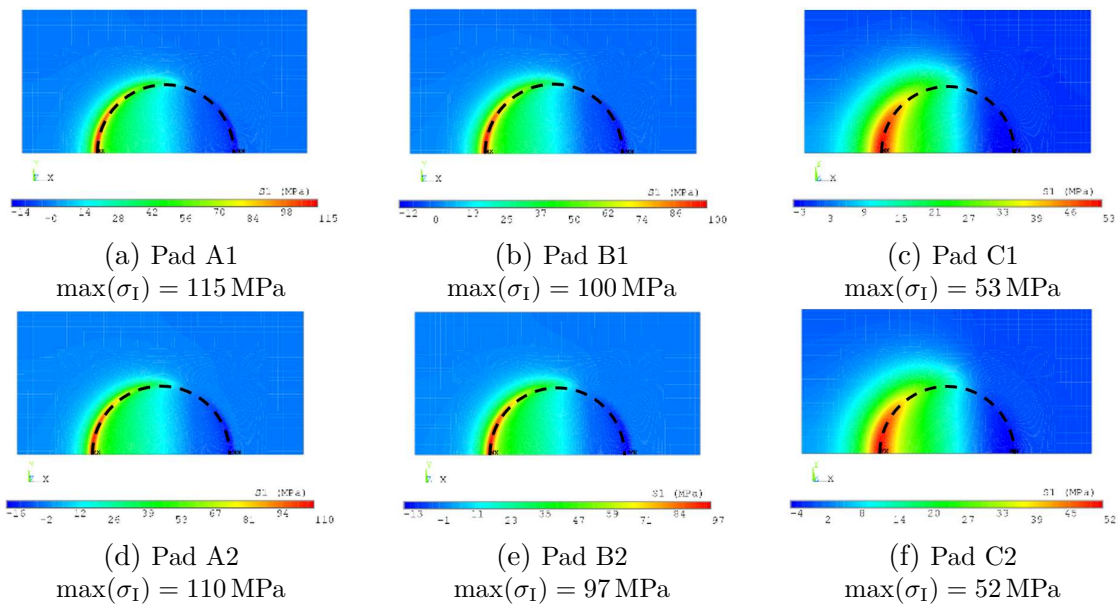 Y
Z X
S1 (MPa)
-14 -0 14 28 42 56 70 84 98 115
(a) Pad A1
max(σI) = 115 MPa
Y
Z X
S1 (MPa)
-12 0 13 25 37 49 62 74 86 100
(b) Pad B1
max(σI) = 100 MPa
Y
Z X
S1 (MPa)
-3 3 9 15 21 27 33 39 46 53
(c) Pad C1
max(σI) = 53 MPa
Y
Z X
S1 (MPa)
-16 -2 12 26 39 53 67 81 94 110
(d) Pad A2
max(σI) = 110 MPa
Y
Z X
S1 (MPa)
-13 -1 11 23 35 47 59 71 84 97
(e) Pad B2
max(σI) = 97 MPa
Y
Z X
S1 (MPa)
-4 2 8 14 20 27 33 39 45 52
(f) Pad C2
max(σI) = 52 MPa